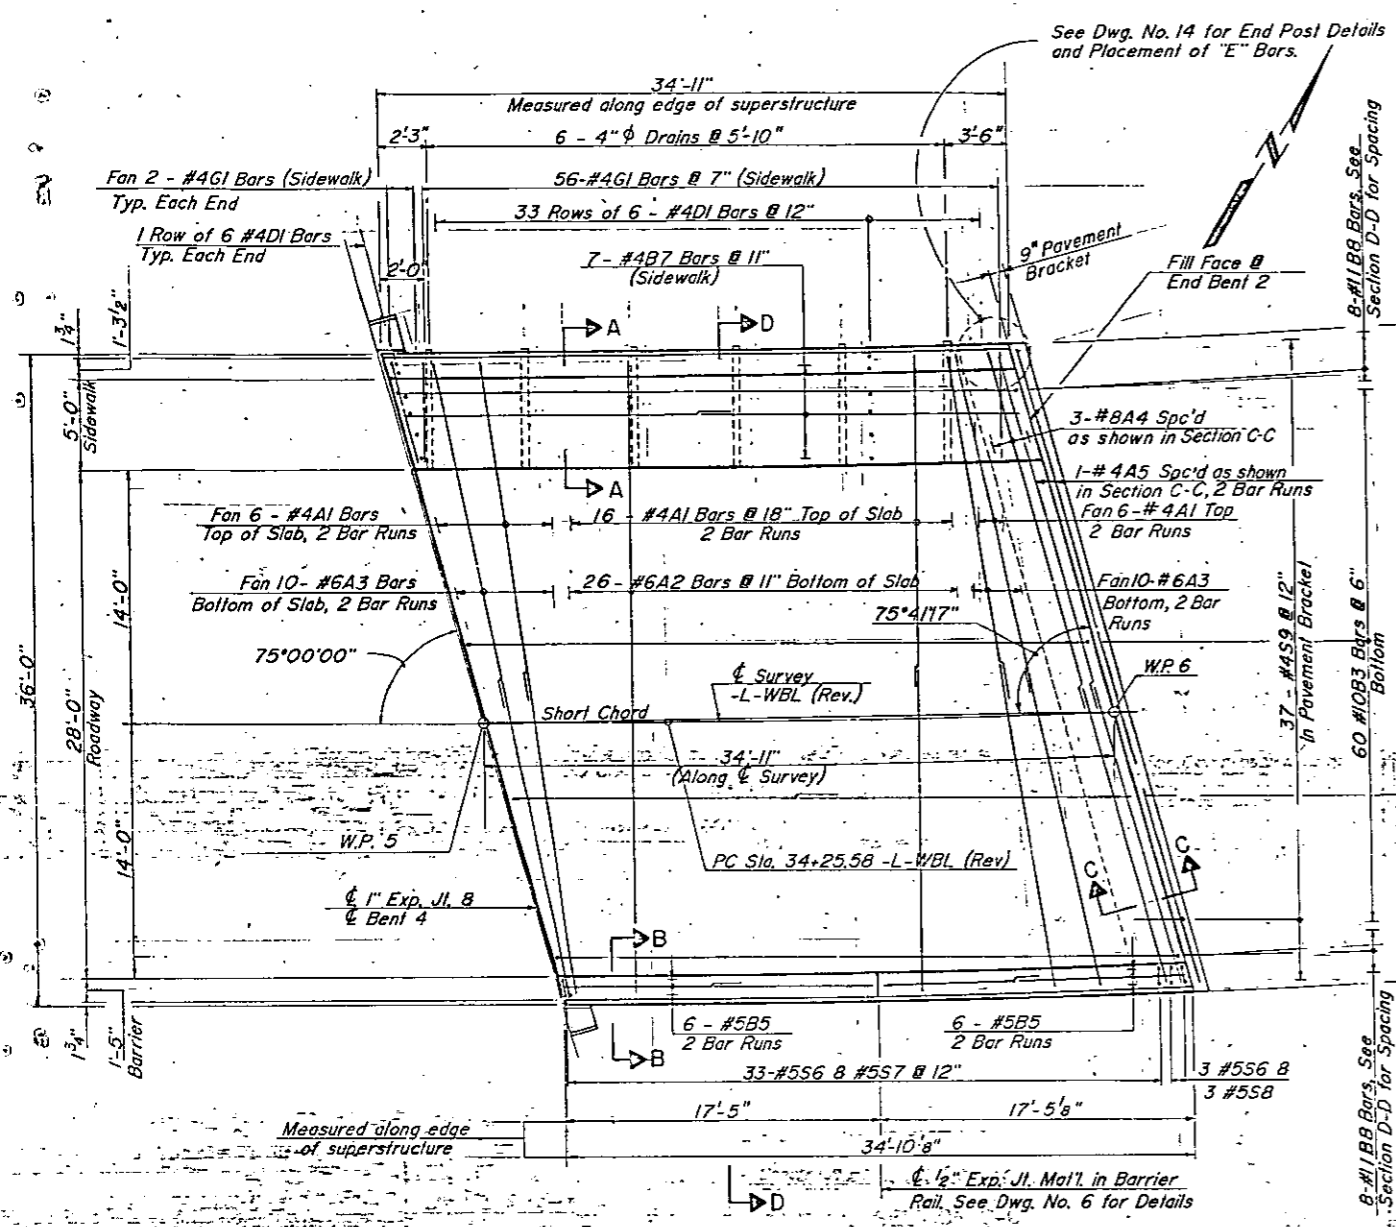 See Dwg. No. 14 for End Post Details
and Placement of "E" Bars.
34'-11"
Measured along edge of superstructure
2'-3"
6 - 4" ϕ Drains @ 5'-10"
3'-6"
Fan 2 - #4G1 Bars (Sidewalk)
Typ. Each End
56-#4G1 Bars @ 7" (Sidewalk)
33 Rows of 6 - #4D1 Bars @ 12"
1 Row of 6 #4D1 Bars
Typ. Each End
2'-0"
7 - #4B7 Bars @ 11"
(Sidewalk)
9" Pavement
Bracket
N
Fill Face @
End Bent 2
8-#11B8 Bars, See
Section D-D for Spacing
1¾"
1'-3½"
A
D
5'-0"
Sidewalk
3-#8A4 Spc'd
as shown in Section C-C
1-#4A5 Spc'd as shown
in Section C-C, 2 Bar Runs
A
Fan 6 - #4A1 Bars
Top of Slab, 2 Bar Runs
16 - #4A1 Bars @ 18" Top of Slab
2 Bar Runs
Fan 6-#4A1 Top
2 Bar Runs
Fan 10- #6A3 Bars
Bottom of Slab, 2 Bar Runs
26 - #6A2 Bars @ 11" Bottom of Slab
Fan 10-#6A3
Bottom, 2 Bar
Runs
14'-0"
75°00'00"
75°41'17"
36'-0"
28'-0"
Roadway
37 - #4S9 @ 12"
in Pavement Bracket
60 #10B3 Bars @ 6"
Bottom
W.P. 6
℄ Survey
-L-WBL (Rev.)
Short Chord
34'-11"
(Along ℄ Survey)
W.P. 5
14'-0"
PC Sta. 34+25.58 -L-WBL (Rev)
C
C
℄ 1" Exp. Jt. 8
℄ Bent 4
B
1¾"
1'-5"
Barrier
6 - #5B5
2 Bar Runs
6 - #5B5
2 Bar Runs
B
33-#5S6 8 #5S7 @ 12"
3 #5S6 8
3 #5S8
17'-5"
17'-5⅛"
Measured along edge
of superstructure
34'-10⅛"
D
℄ ½" Exp. Jt. Mat'l. in Barrier
Rail, See Dwg. No. 6 for Details
8-#11B8 Bars, See
Section D-D for Spacing